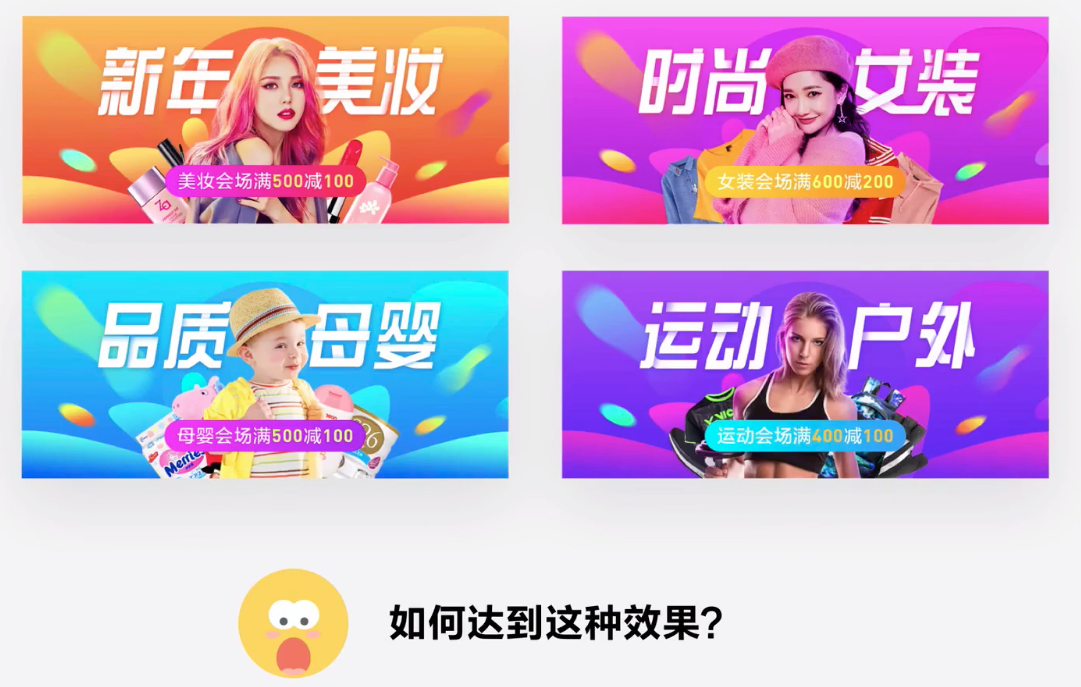 新年美妆
美妆会场满500减100
时尚女装
女装会场满600减200
品质母婴
Merries
母婴会场满500减100
运动户外
运动会场满400减100
如何达到这种效果?